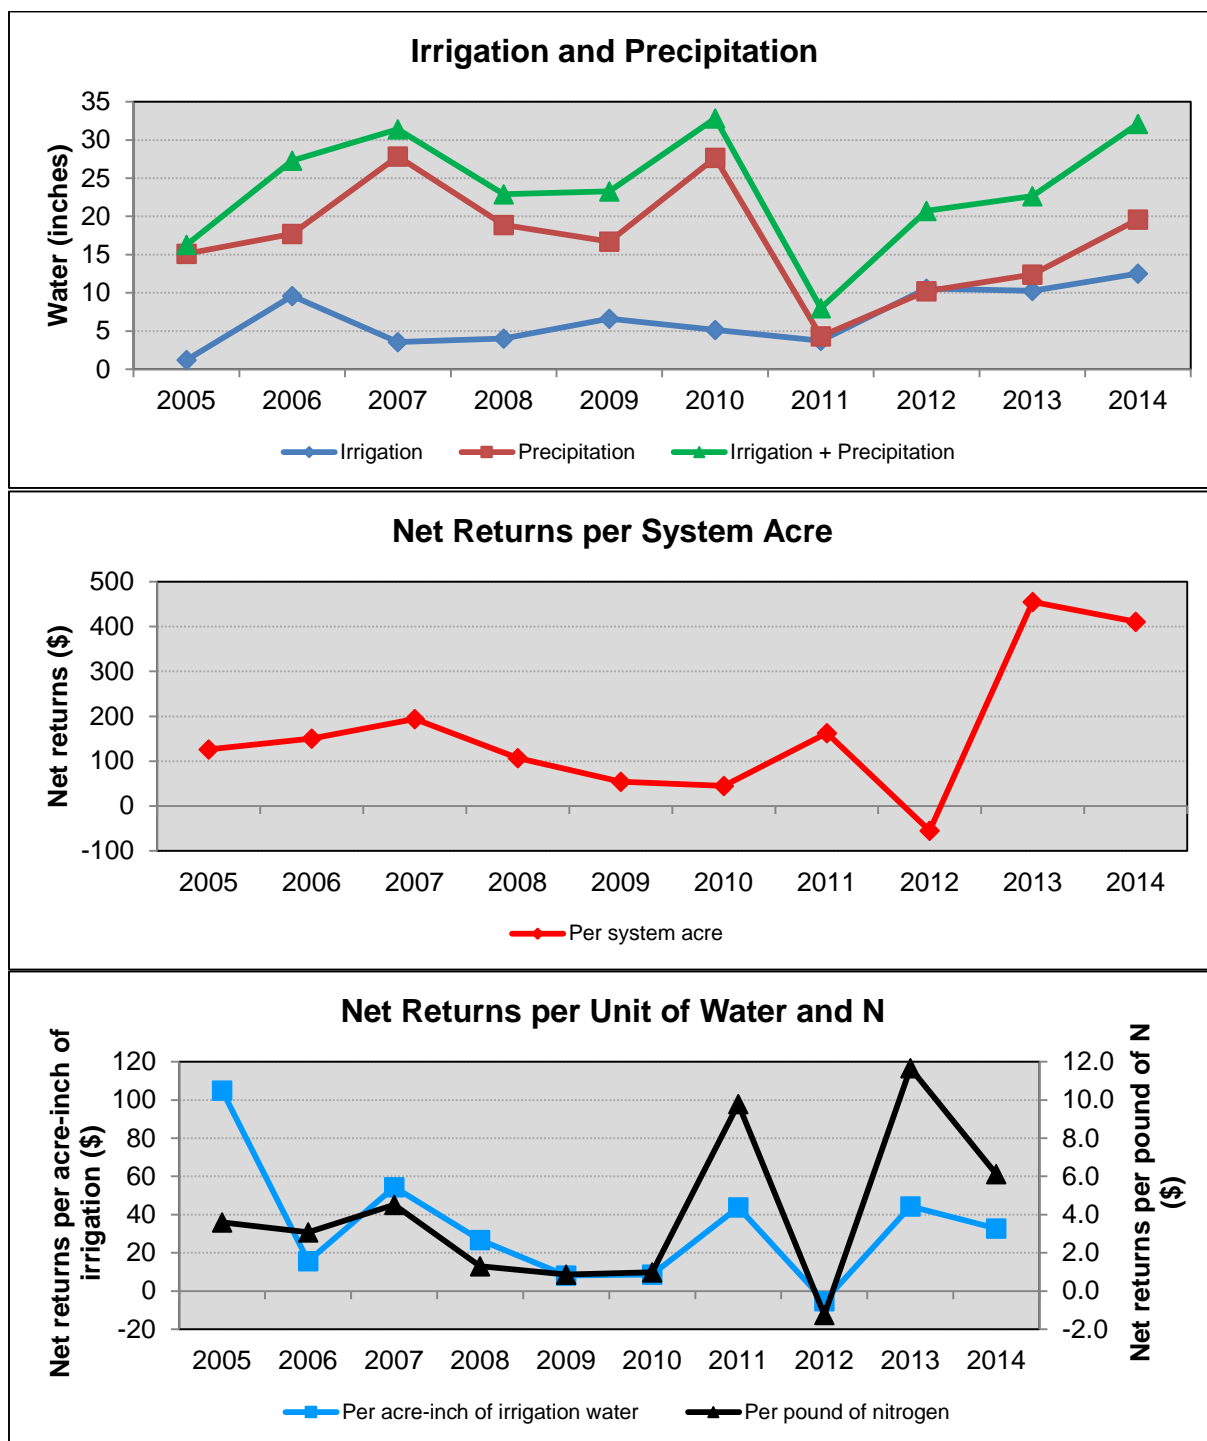 Irrigation and Precipitation
Water (inches)
35
30
25
20
15
10
5
0
2005 2006 2007 2008 2009 2010 2011 2012 2013 2014
Irrigation Precipitation Irrigation + Precipitation
Net Returns per System Acre
Net returns ($)
500
400
300
200
100
0
-100
2005 2006 2007 2008 2009 2010 2011 2012 2013 2014
Per system acre
Net Returns per Unit of Water and N
Net returns per acre-inch of
irrigation ($)
120
100
80
60
40
20
0
-20
12.0
10.0
8.0
6.0
4.0
2.0
0.0
-2.0
Net returns per pound of N
($)
2005 2006 2007 2008 2009 2010 2011 2012 2013 2014
Per acre-inch of irrigation water Per pound of nitrogen